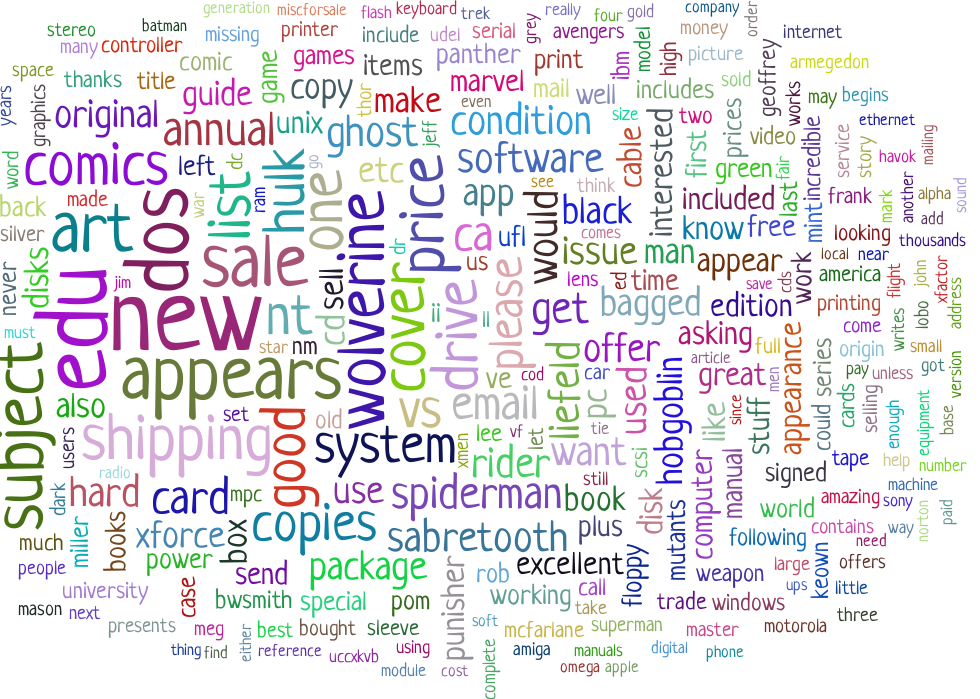 generation
miscforsale
flash
keyboard
trek
really
four
gold
company
order
stereo
batman
missing
printer
include
udel
serial
grey
avengers
model
money
internet
many
controller
comic
games
items
panther
print
ibm
high
picture
geoffrey
armegedon
space
thanks
title
guide
game
copy
thor
make
marvel
mail
well
includes
sold
works
may
begins
years
graphics
original
annual
unix
ghost
jeff
even
condition
size
cable
two
prices
video
incredible
ethernet
word
comics
left
dc
list
ram
hulk
go
one
etc
software
interested
first
green
fair
last
service
story
havok
mailing
back
made
art
dos
war
price
app
see
think
would
black
included
know
free
mint
frank
mark
another
alpha
sound
silver
disks
never
sale
sell
wolverine
dr
ca
ufl
us
comes
issue
man
appear
looking
add
thousands
edu
jim
new
nt
cd
cover
drive
ii
ii
please
get
lens
ed
time
bagged
save
cds
work
edition
local
near
america
flight
john
xfactor
must
subject
appears
star
nm
offer
asking
printing
lobo
address
writes
come
small
also
set
old
vs
ve
cod
email
liefeld
car
pc
used
article
full
great
men
origin
pay
unless
got
version
users
shipping
good
system
xmen
lee
vf
let
tie
want
scsi
hobgoblin
like
since
stuff
appearance
could
series
cards
selling
enough
equipment
base
radio
dark
hard
card
mpc
use
spiderman
rider
still
book
disk
computer
manual
signed
tape
help
number
much
miller
books
xforce
box
copies
sabretooth
plus
mutants
world
amazing
sony
machine
people
power
send
package
excellent
floppy
following
contains
need
way
norton
paid
university
case
bwsmith
special
pom
punisher
rob
working
call
weapon
large
ups
keown
offers
little
mason
next
take
trade
windows
three
presents
meg
either
best
bought
sleeve
soft
mcfarlane
superman
master
motorola
thing
find
reference
uccxkvb
using
complete
amiga
manuals
digital
phone
module
cost
omega
apple